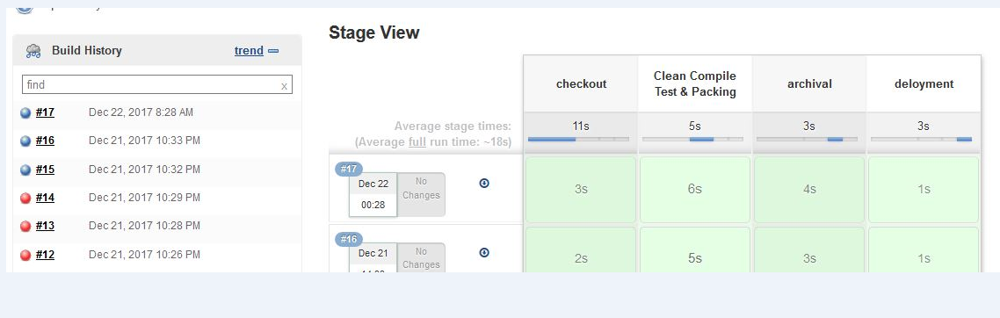 Build History
trend
find
x
#17 Dec 22, 2017 8:28 AM
#16 Dec 21, 2017 10:33 PM
#15 Dec 21, 2017 10:32 PM
#14 Dec 21, 2017 10:29 PM
#13 Dec 21, 2017 10:28 PM
#12 Dec 21, 2017 10:26 PM
Stage View
checkout
Clean Compile
Test & Packing
archival
deloyment
Average stage times:
(Average full run time: ~18s)
11s
5s
3s
3s
#17
Dec 22
00:28
No
Changes
3s
6s
4s
1s
#16
Dec 21
No
Changes
2s
5s
3s
1s